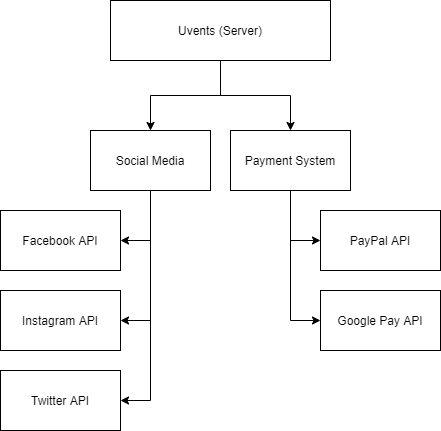 Uvents (Server)
Social Media
Payment System
Facebook API
PayPal API
Instagram API
Google Pay API
Twitter API